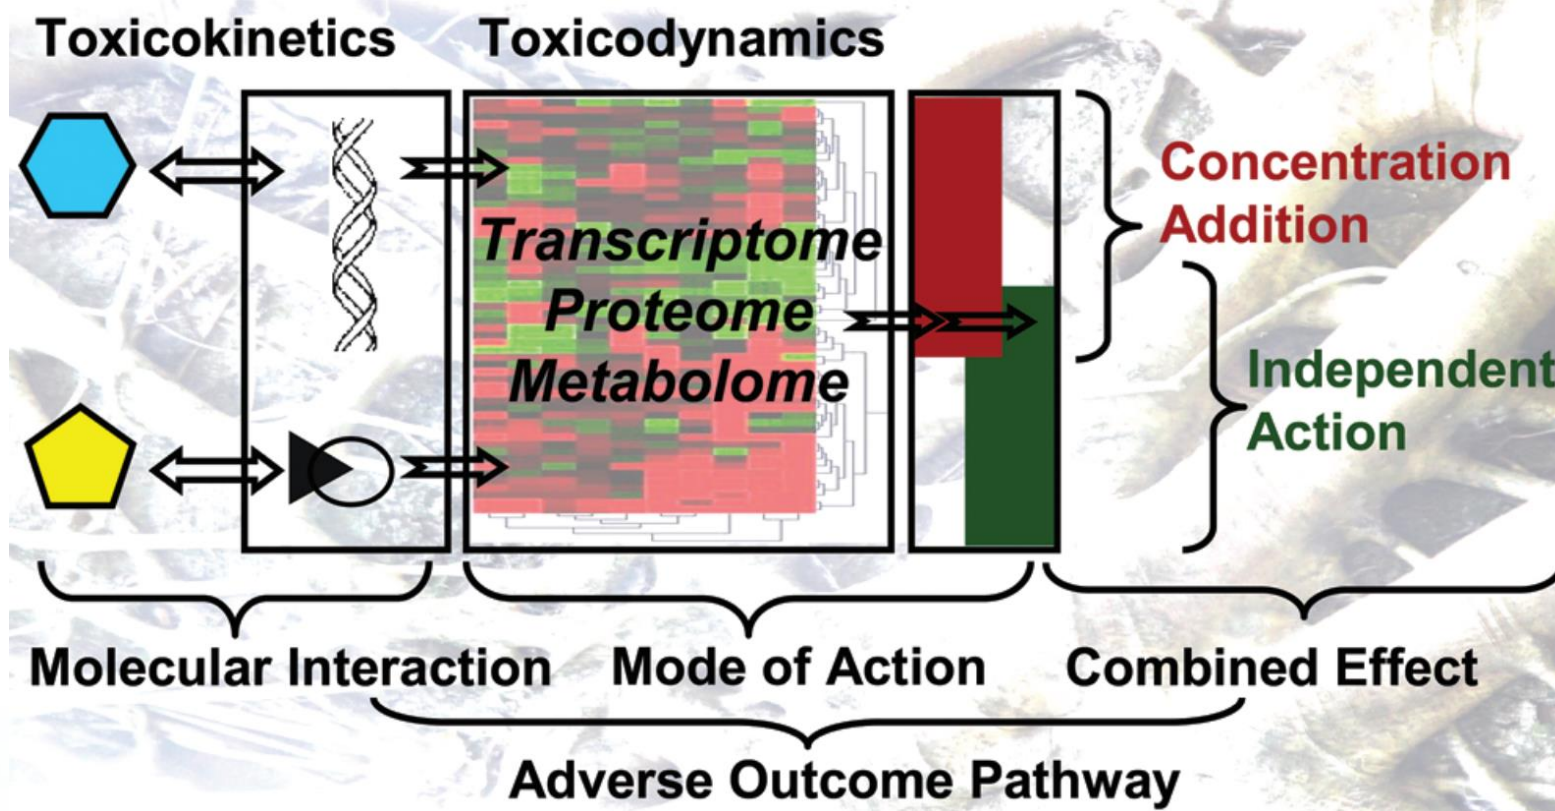 Toxicokinetics
Toxicodynamics
Transcriptome
Proteome
Metabolome
Concentration
Addition
Independent
Action
Molecular Interaction
Mode of Action
Combined Effect
Adverse Outcome Pathway